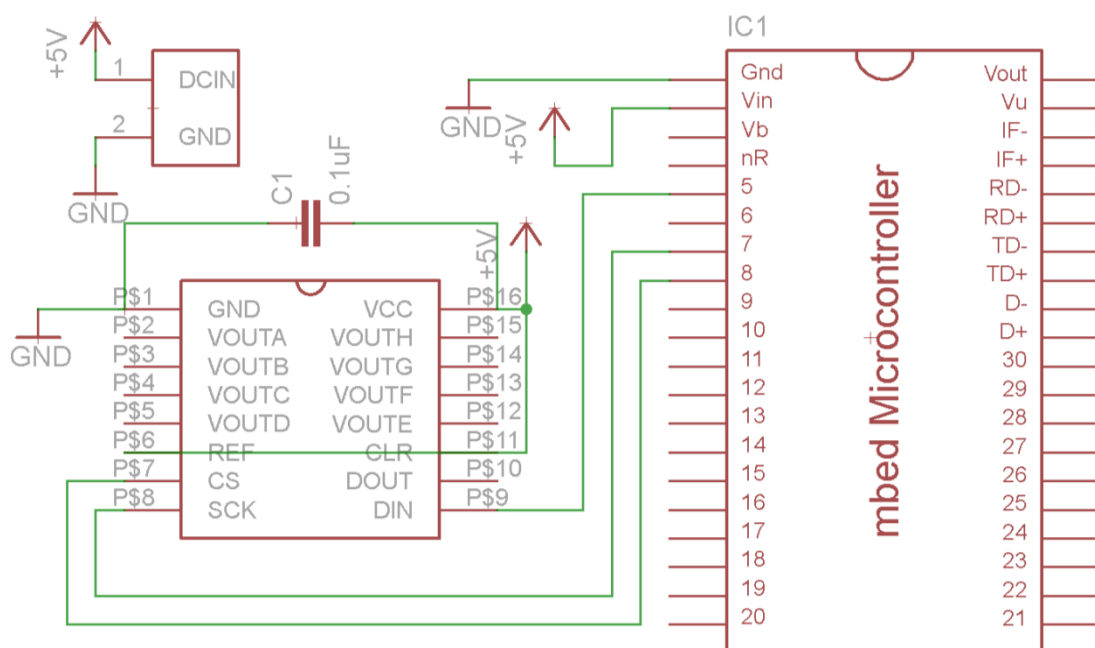 +5V
1
DCIN
2
GND
GND
C1
0.1uF
+5V
GND
P$1
GND
VCC
P$16
P$2
VOUTA
VOUTH
P$15
P$3
VOUTB
VOUTG
P$14
P$4
VOUTC
VOUTF
P$13
P$5
VOUTD
VOUTE
P$12
P$6
REF
CLR
P$11
P$7
CS
DOUT
P$10
P$8
SCK
DIN
P$9
GND
+5V
IC1
Gnd
Vout
Vin
Vu
Vb
IF-
nR
IF+
5
RD-
6
RD+
7
TD-
8
TD+
9
D-
10
D+
11
30
12
29
13
28
14
27
15
26
16
25
17
24
18
23
19
22
20
21
mbed Microcontroller